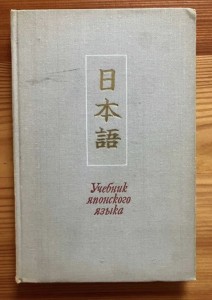 日本語
Учебник
японского
языка